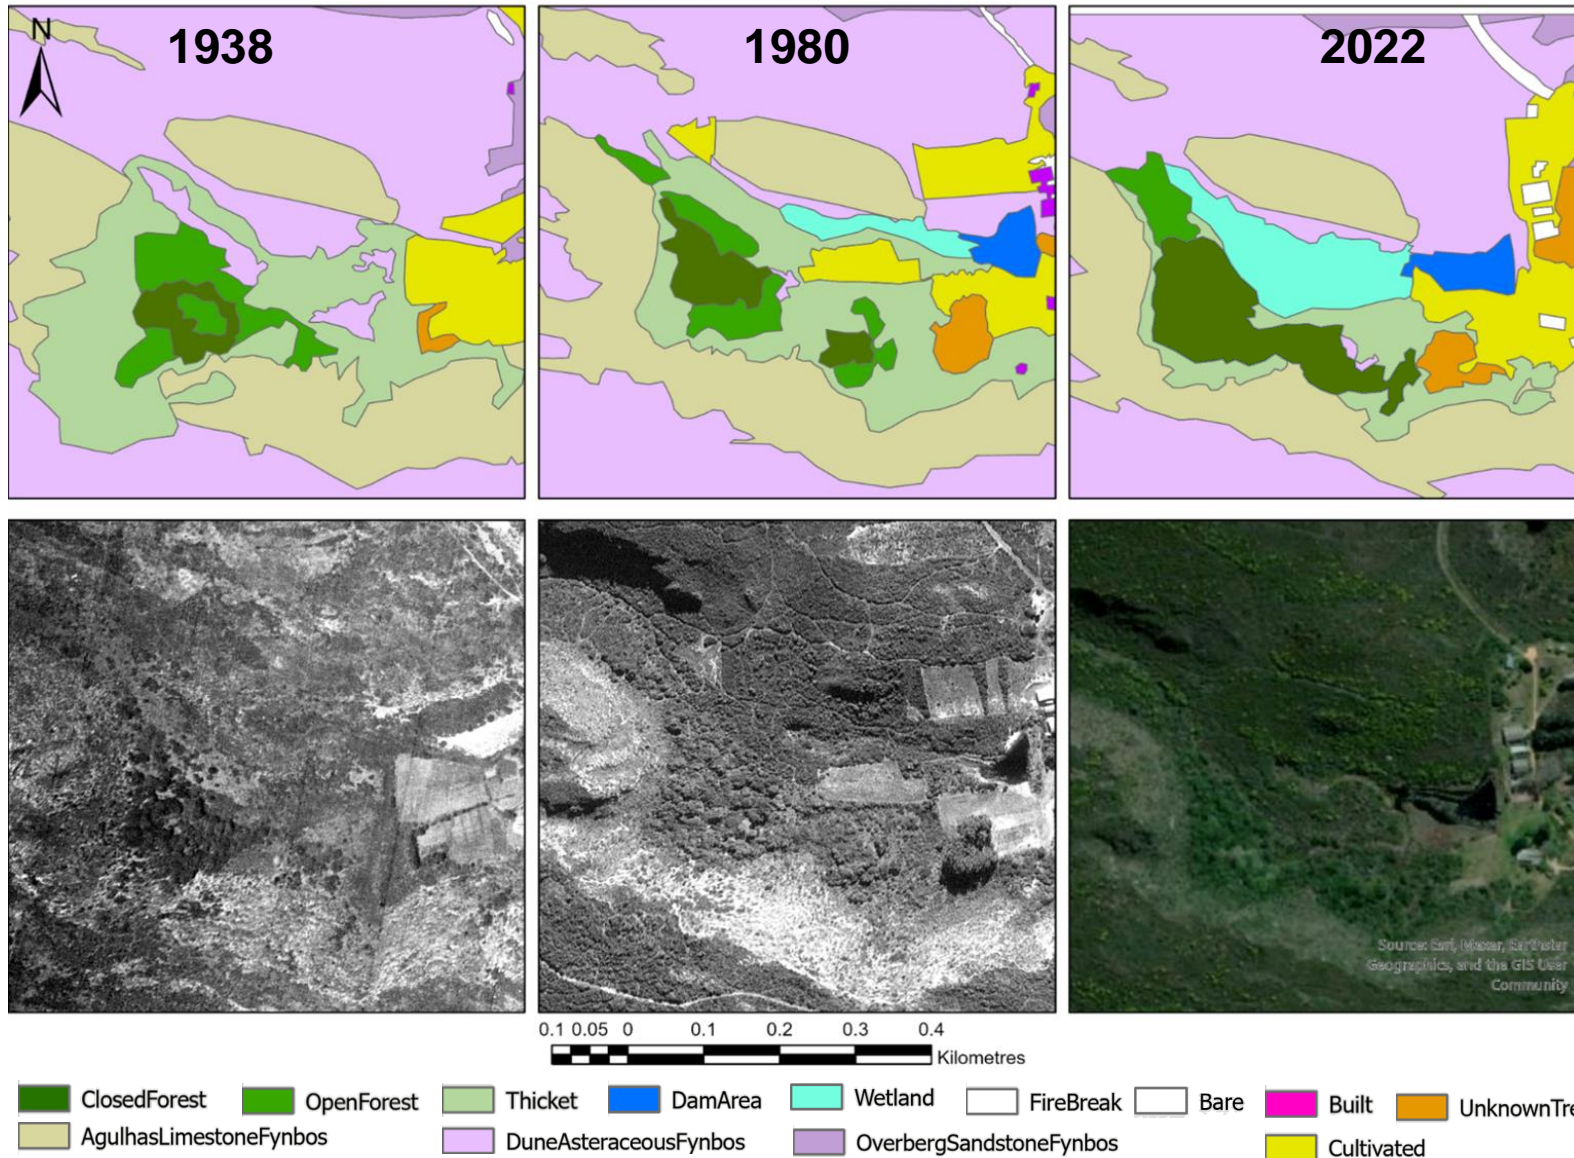 N
1938
1980
2022
Source: Esri, Maxar, Earthstar
Geographics, and the GIS User
Community
0.1 0.05 0 0.1 0.2 0.3 0.4
Kilometres
ClosedForest OpenForest Thicket DamArea Wetland FireBreak Bare Built UnknownTre
AgulhasLimestoneFynbos DuneAsteraceousFynbos OverbergSandstoneFynbos Cultivated